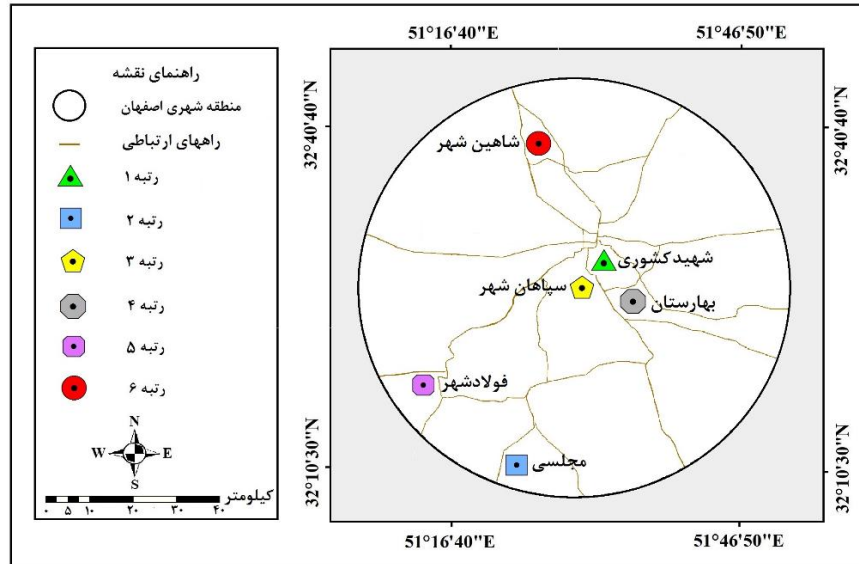 راهنمای نقشه
منطقه شهری اصفهان
راههای ارتباطی
رتبه ۱
رتبه ۲
رتبه ۳
رتبه ۴
رتبه ۵
رتبه ۶
N
W E
S
کیلومتر
۰ ۵ ۱۰ ۲۰ ۳۰ ۴۰
51°16'40"E
51°46'50"E
32°40'40"N
32°40'40"N
شاهین شهر
شهیدکشوری
سپاهان شهر
بهارستان
فولادشهر
مجلسی
32°10'30"N
32°10'30"N
51°16'40"E
51°46'50"E